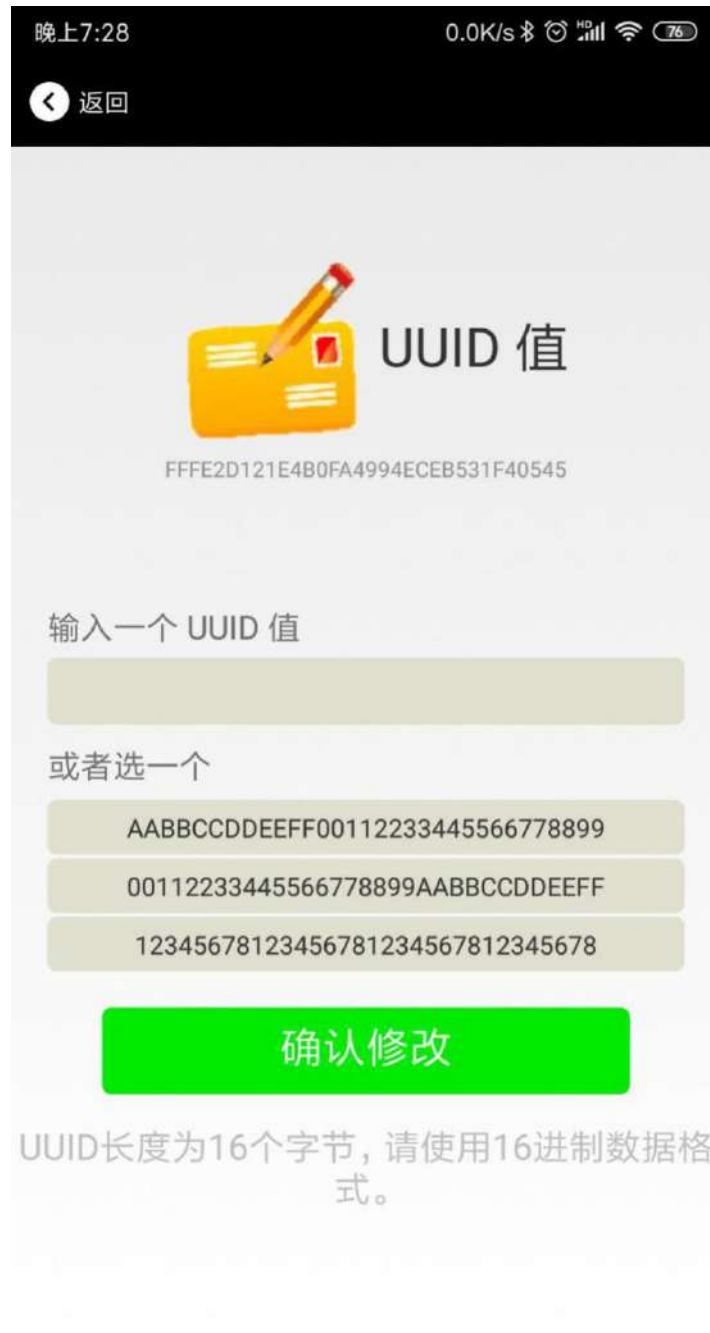 晚上7:28
0.0K/s HD 76
返回
UUID 值
FFFE2D121E4B0FA4994ECEB531F40545
输入一个 UUID 值
或者选一个
AABBCCDDEEFF00112233445566778899
00112233445566778899AABBCCDDEEFF
12345678123456781234567812345678
确认修改
UUID长度为16个字节，请使用16进制数据格
式。